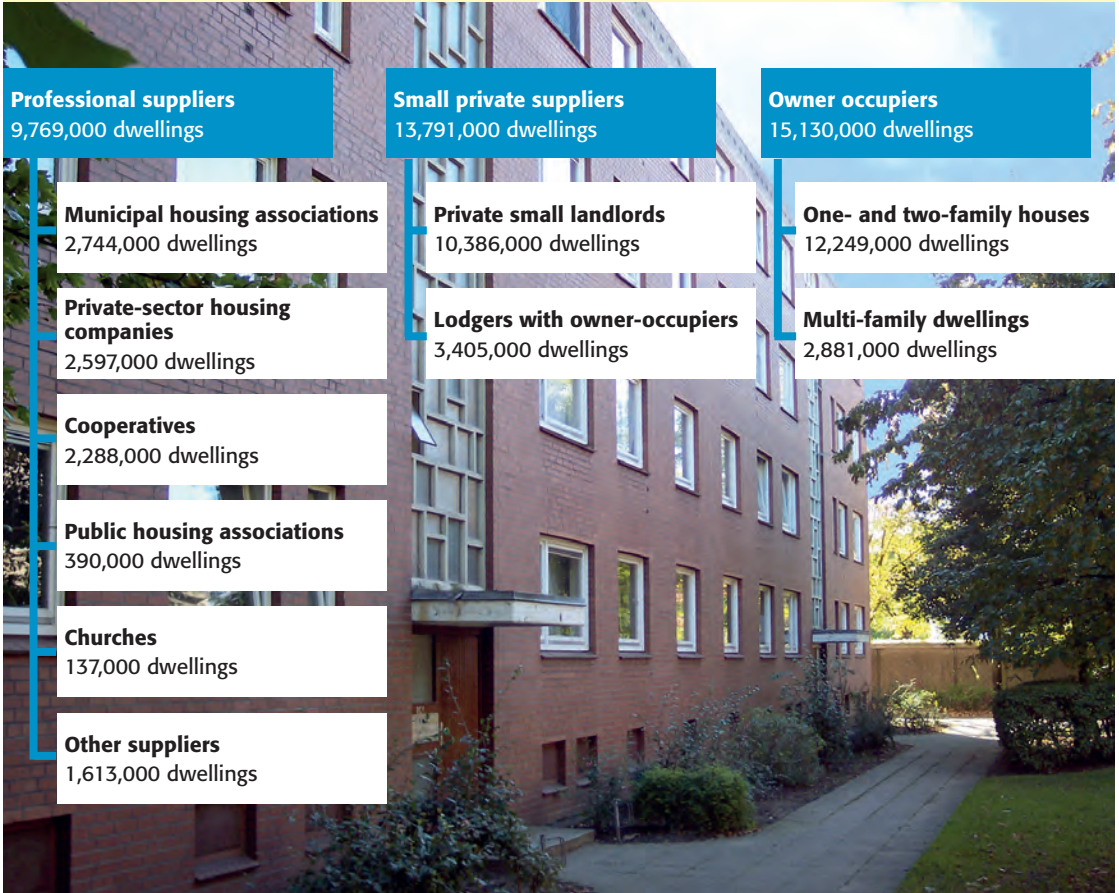 Professional suppliers
9,769,000 dwellings
Municipal housing associations
2,744,000 dwellings
Private-sector housing
companies
2,597,000 dwellings
Cooperatives
2,288,000 dwellings
Public housing associations
390,000 dwellings
Churches
137,000 dwellings
Other suppliers
1,613,000 dwellings
Small private suppliers
13,791,000 dwellings
Private small landlords
10,386,000 dwellings
Lodgers with owner-occupiers
3,405,000 dwellings
Owner occupiers
15,130,000 dwellings
One- and two-family houses
12,249,000 dwellings
Multi-family dwellings
2,881,000 dwellings